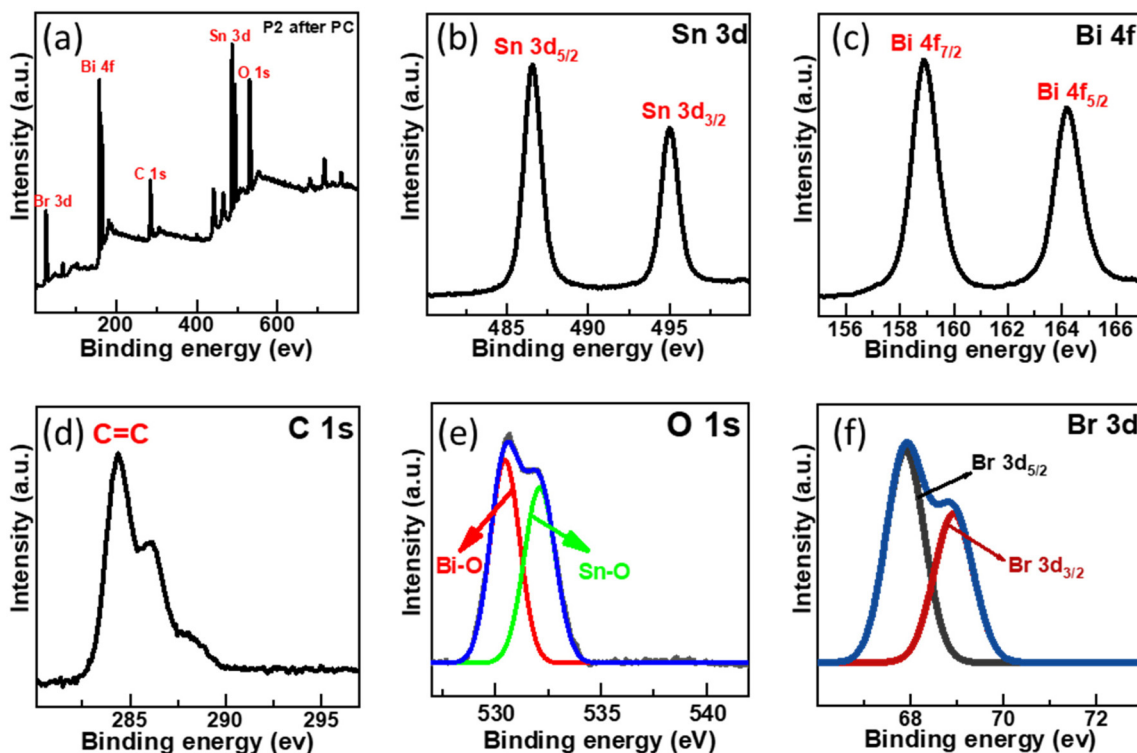 (a)
P2 after PC
Sn 3d
Bi 4f
O 1s
C 1s
Br 3d
Intensity (a.u.)
200 400 600
Binding energy (ev)
(b)
Sn 3d
Sn 3d5/2
Sn 3d3/2
Intensity (a.u.)
485 490 495
Binding energy (ev)
(c)
Bi 4f
Bi 4f7/2
Bi 4f5/2
Intensity (a.u.)
156 158 160 162 164 166
Binding energy (ev)
(d)
C 1s
C=C
Intensity (a.u.)
285 290 295
Binding energy (ev)
(e)
O 1s
Bi-O
Sn-O
Intensity (a.u.)
530 535 540
Binding energy (eV)
(f)
Br 3d
Br 3d5/2
Br 3d3/2
Intensity (a.u.)
68 70 72
Binding energy (ev)